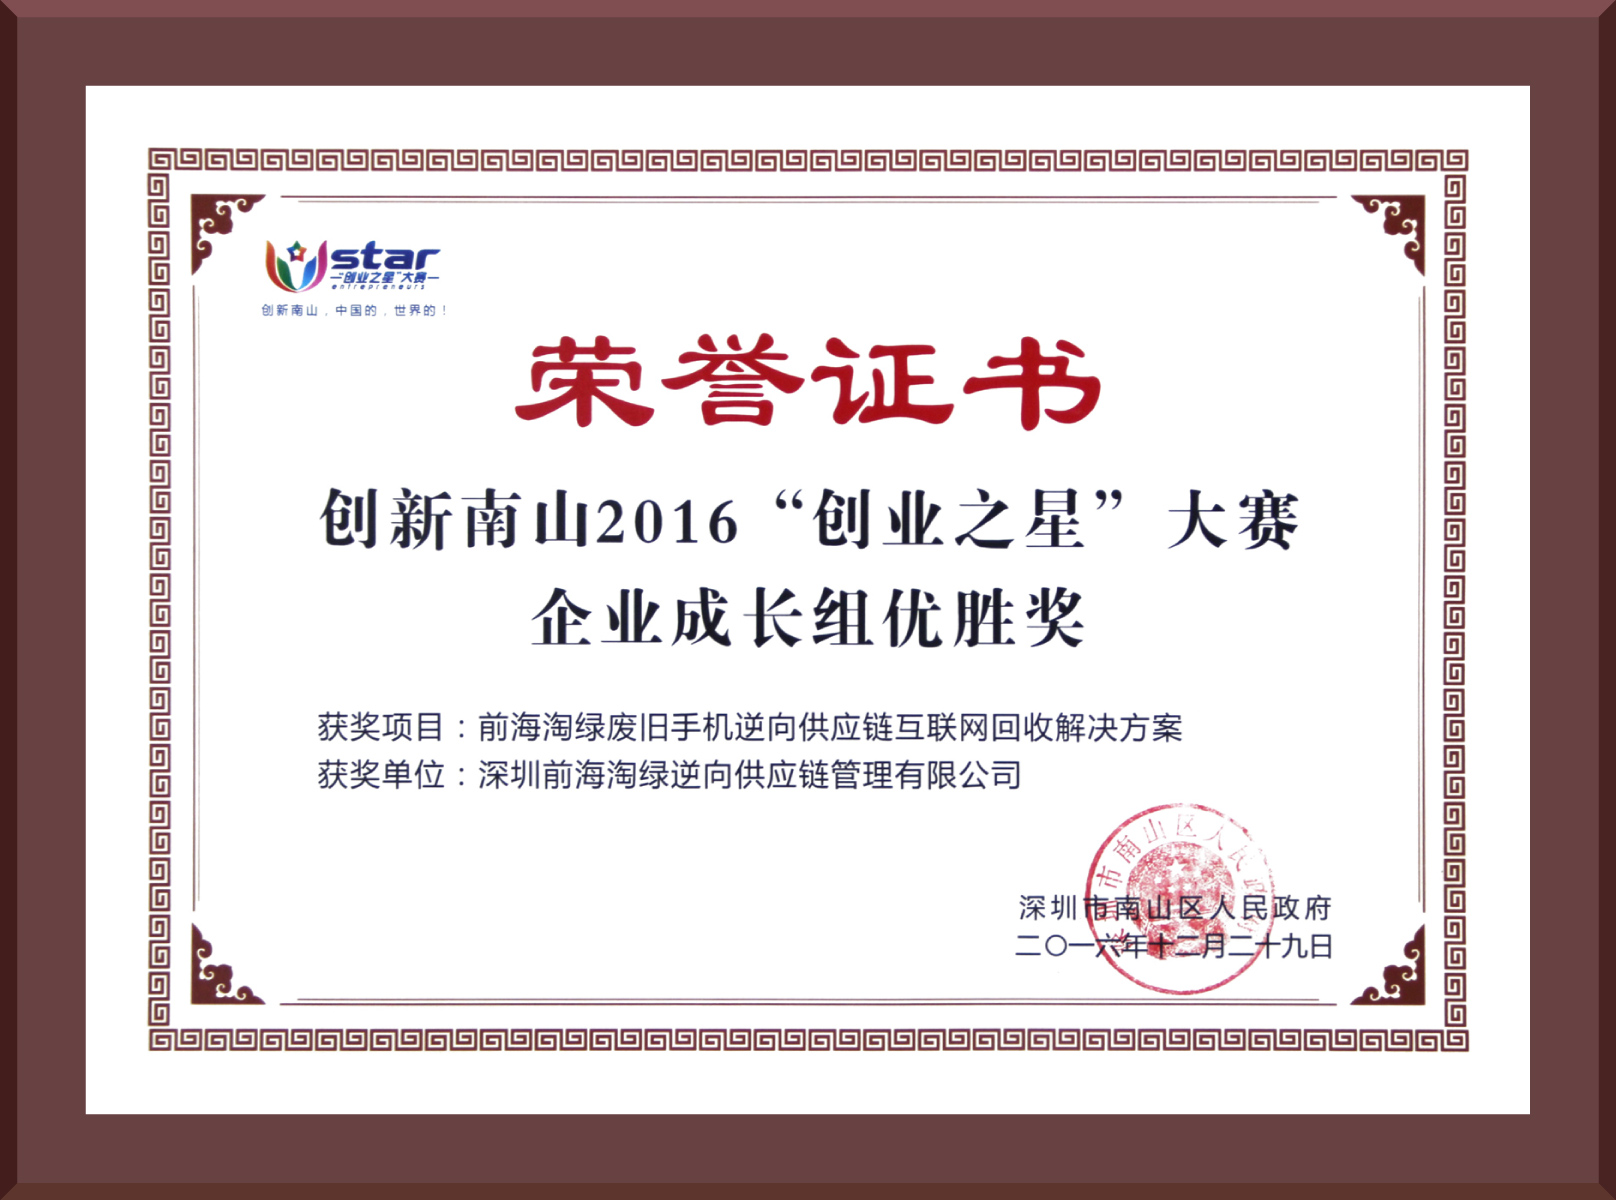 star
“创业之星”大赛
entrepreneurs
创新南山，中国的，世界的！
荣誉证书
创新南山2016“创业之星”大赛
企业成长组优胜奖
获奖项目：前海淘绿废旧手机逆向供应链互联网回收解决方案
获奖单位：深圳前海淘绿逆向供应链管理有限公司
深圳市南山区人民政府
深圳市南山区人民政府
二〇一六年十二月二十九日